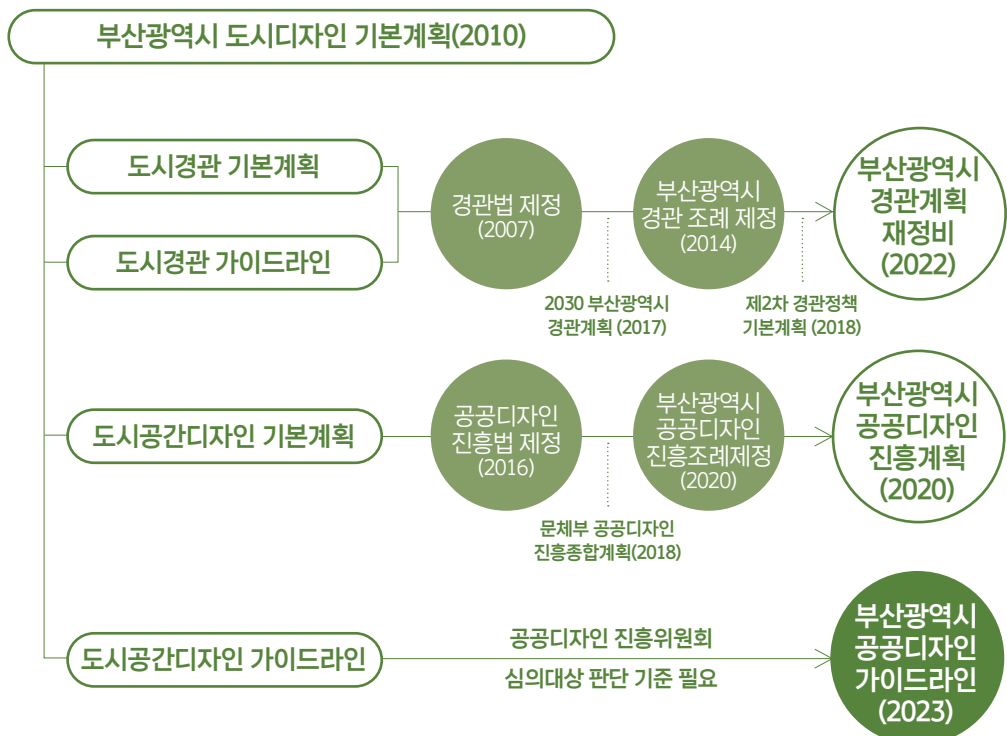 부산광역시 도시디자인 기본계획(2010)
도시경관 기본계획
도시경관 가이드라인
경관법 제정
(2007)
부산광역시
경관 조례 제정
(2014)
부산광역시
경관계획
재정비
(2022)
2030 부산광역시
경관계획 (2017)
제2차 경관정책
기본계획 (2018)
도시공간디자인 기본계획
공공디자인
진흥법 제정
(2016)
부산광역시
공공디자인
진흥조례제정
(2020)
부산광역시
공공디자인
진흥계획
(2020)
문체부 공공디자인
진흥종합계획(2018)
도시공간디자인 가이드라인
공공디자인 진흥위원회
심의대상 판단 기준 필요
부산광역시
공공디자인
가이드라인
(2023)